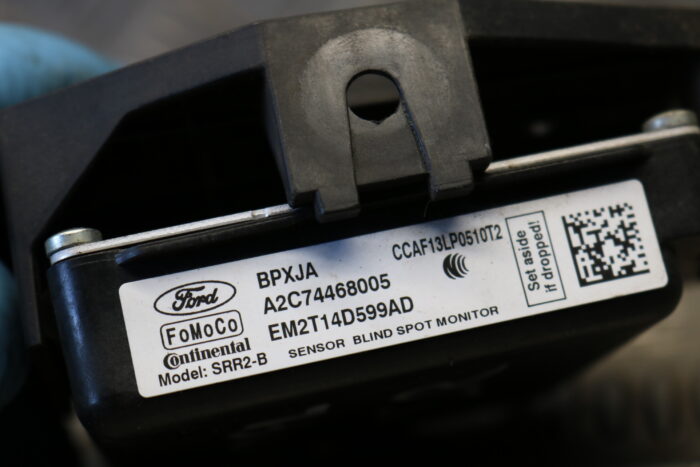 Ford
FoMoCo
Continental
Model: SRR2-B
BPXJA
A2C74468005
EM2T14D599AD
SENSOR BLIND SPOT MONITOR
CCAF13LP0510T2
Set aside
if dropped!